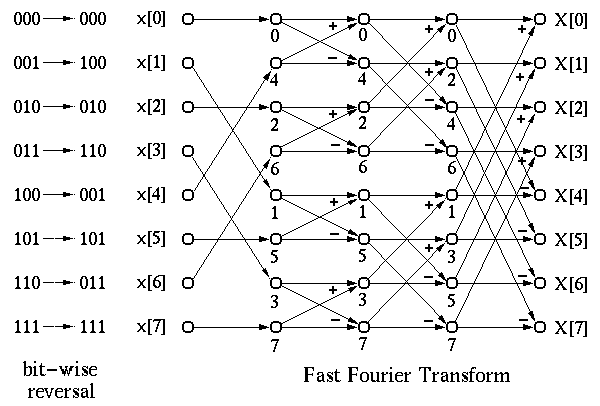 000 → 000 x[0] + + + X[0]
0 0 0
001 → 100 x[1] − + + X[1]
4 4 2
010 → 010 x[2] + − + X[2]
2 2 4
011 → 110 x[3] − − + X[3]
6 6 6
100 → 001 x[4] + + − X[4]
1 1 1
101 → 101 x[5] − + − X[5]
5 5 3
110 → 011 x[6] + − − X[6]
3 3 5
111 → 111 x[7] − − − X[7]
7 7 7
bit-wise
reversal
Fast Fourier Transform